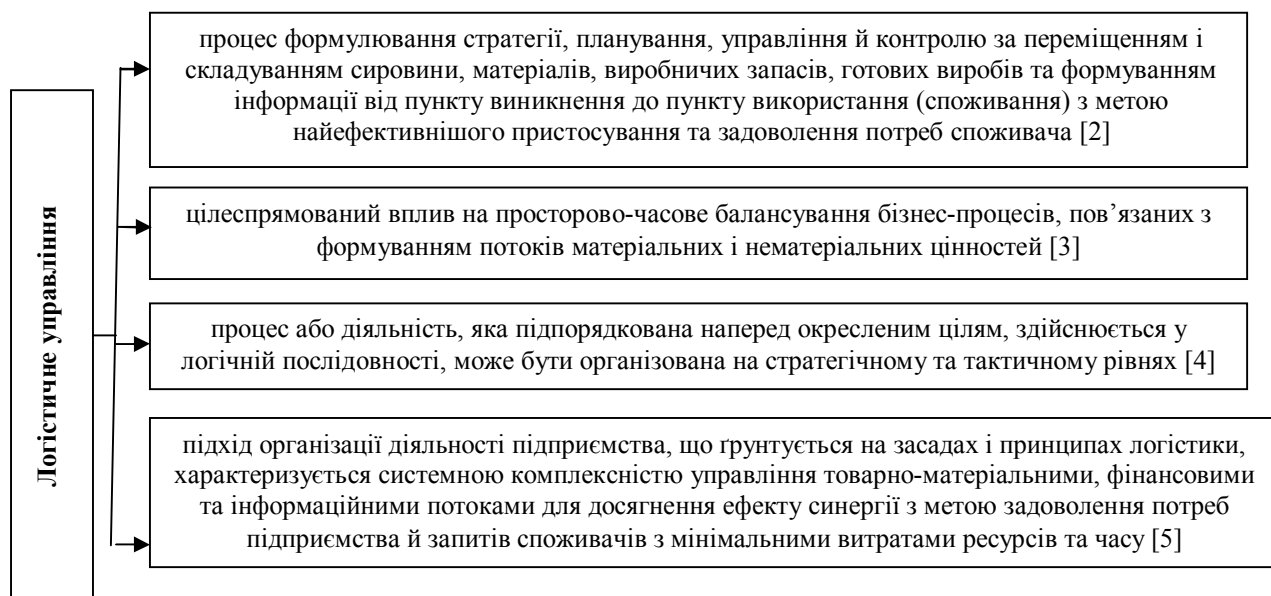 Логістичне управління
процес формулювання стратегії, планування, управління й контролю за переміщенням і
складуванням сировини, матеріалів, виробничих запасів, готових виробів та формуванням
інформації від пункту виникнення до пункту використання (споживання) з метою
найефективнішого пристосування та задоволення потреб споживача [2]
цілеспрямований вплив на просторово-часове балансування бізнес-процесів, пов’язаних з
формуванням потоків матеріальних і нематеріальних цінностей [3]
процес або діяльність, яка підпорядкована наперед окресленим цілям, здійснюється у
логічній послідовності, може бути організована на стратегічному та тактичному рівнях [4]
підхід організації діяльності підприємства, що ґрунтується на засадах і принципах логістики,
характеризується системною комплексністю управління товарно-матеріальними, фінансовими
та інформаційними потоками для досягнення ефекту синергії з метою задоволення потреб
підприємства й запитів споживачів з мінімальними витратами ресурсів та часу [5]